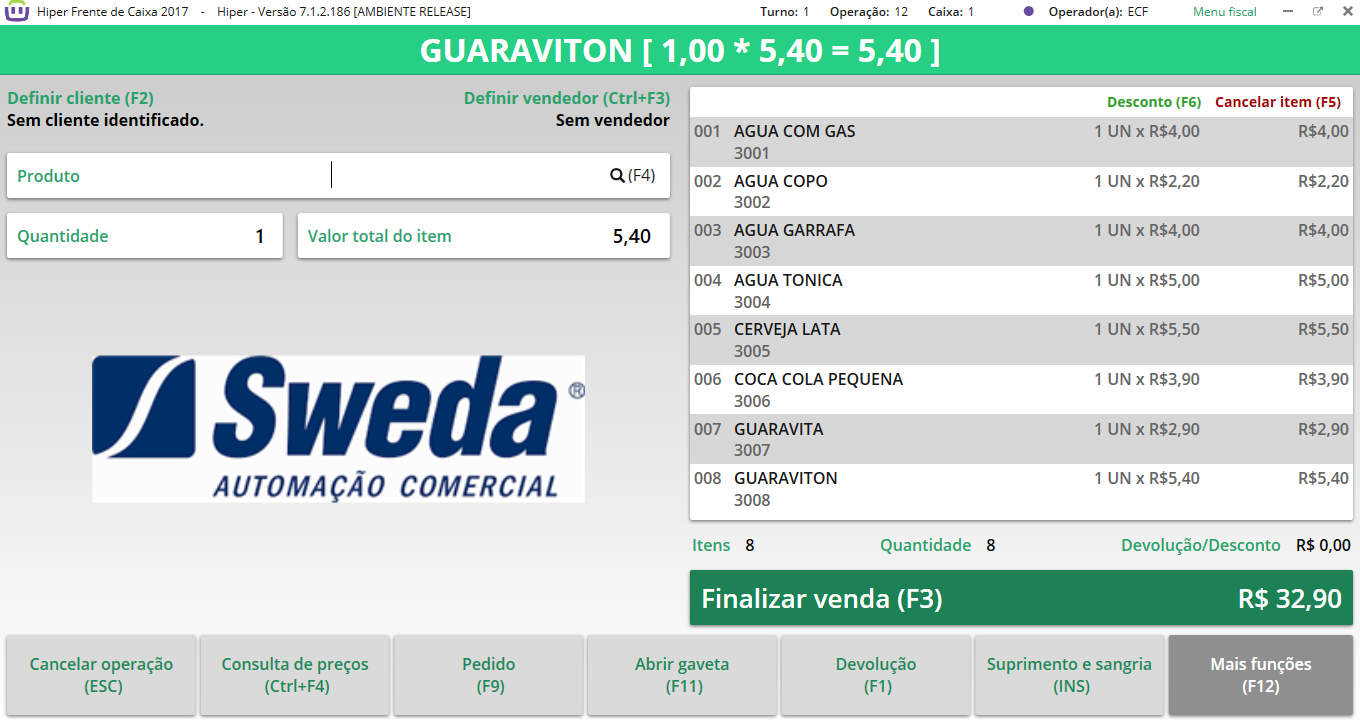 Hiper Frente de Caixa 2017 - Hiper - Versão 7.1.2.186 [AMBIENTE RELEASE] Turno: 1 Operação: 12 Caixa: 1 Operador(a): ECF Menu fiscal
GUARAVITON [ 1,00 * 5,40 = 5,40 ]
Definir cliente (F2) Definir vendedor (Ctrl+F3)
Sem cliente identificado. Sem vendedor
Produto (F4)
Quantidade 1 Valor total do item 5,40
Sweda ®
AUTOMAÇÃO COMERCIAL
Desconto (F6) Cancelar item (F5)
001 AGUA COM GAS 1 UN x R$4,00 R$4,00
3001
002 AGUA COPO 1 UN x R$2,20 R$2,20
3002
003 AGUA GARRAFA 1 UN x R$4,00 R$4,00
3003
004 AGUA TONICA 1 UN x R$5,00 R$5,00
3004
005 CERVEJA LATA 1 UN x R$5,50 R$5,50
3005
006 COCA COLA PEQUENA 1 UN x R$3,90 R$3,90
3006
007 GUARAVITA 1 UN x R$2,90 R$2,90
3007
008 GUARAVITON 1 UN x R$5,40 R$5,40
3008
Itens 8 Quantidade 8 Devolução/Desconto R$ 0,00
Finalizar venda (F3) R$ 32,90
Cancelar operação
(ESC)
Consulta de preços
(Ctrl+F4)
Pedido
(F9)
Abrir gaveta
(F11)
Devolução
(F1)
Suprimento e sangria
(INS)
Mais funções
(F12)